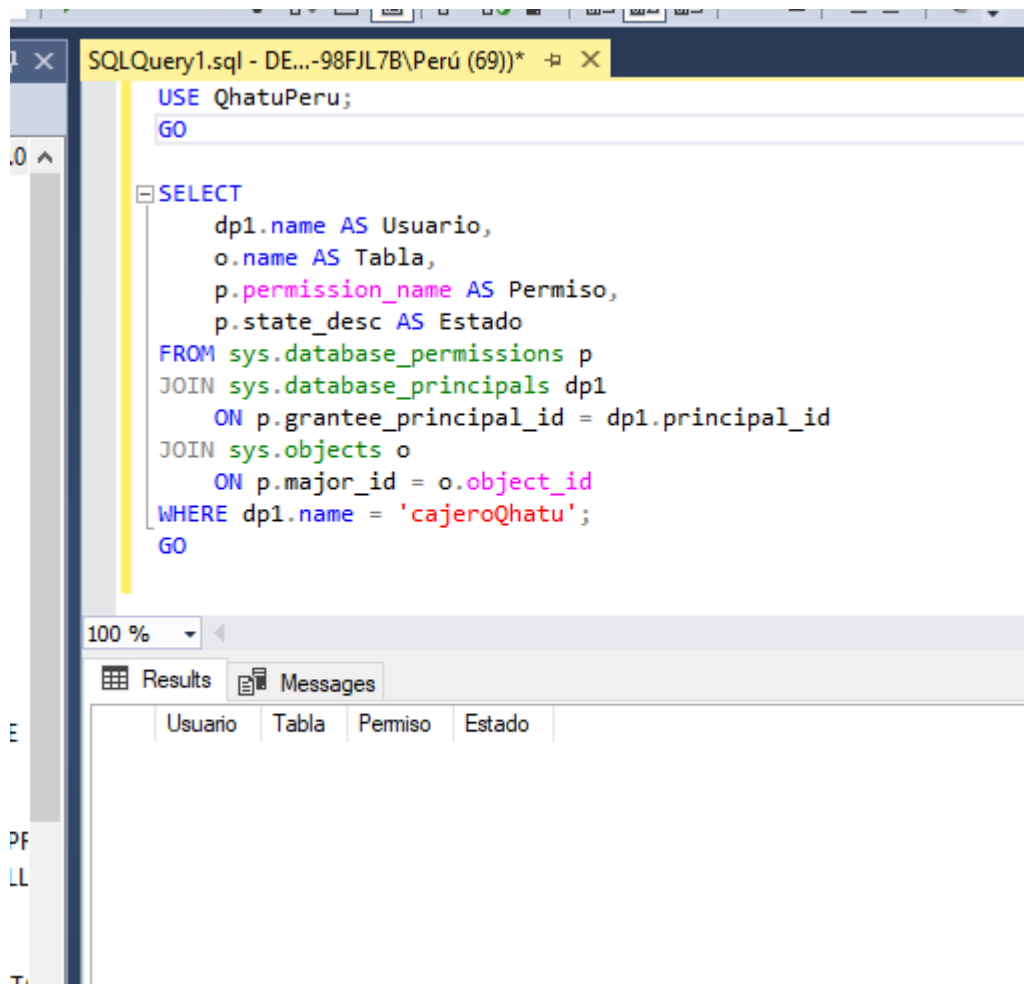 SQLQuery1.sql - DE...-98FJL7B\Perú (69))*
USE QhatuPeru;
GO
.0
SELECT
dp1.name AS Usuario,
o.name AS Tabla,
p.permission_name AS Permiso,
p.state_desc AS Estado
FROM sys.database_permissions p
JOIN sys.database_principals dp1
ON p.grantee_principal_id = dp1.principal_id
JOIN sys.objects o
ON p.major_id = o.object_id
WHERE dp1.name = 'cajeroQhatu';
GO
100 %
Results Messages
Usuario Tabla Permiso Estado
E
LL